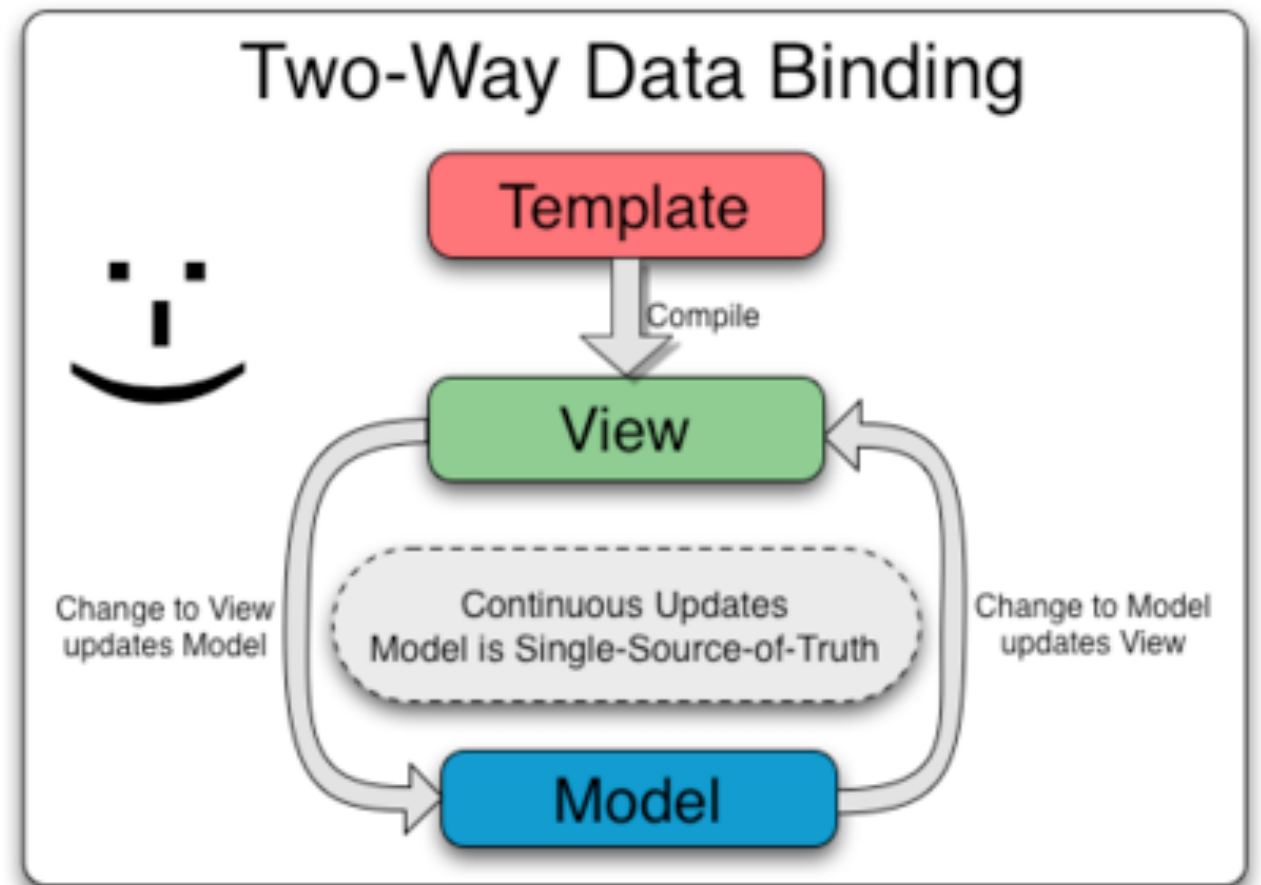 Two-Way Data Binding
Template
Compile
View
Change to View
updates Model
Continuous Updates
Model is Single-Source-of-Truth
Change to Model
updates View
Model